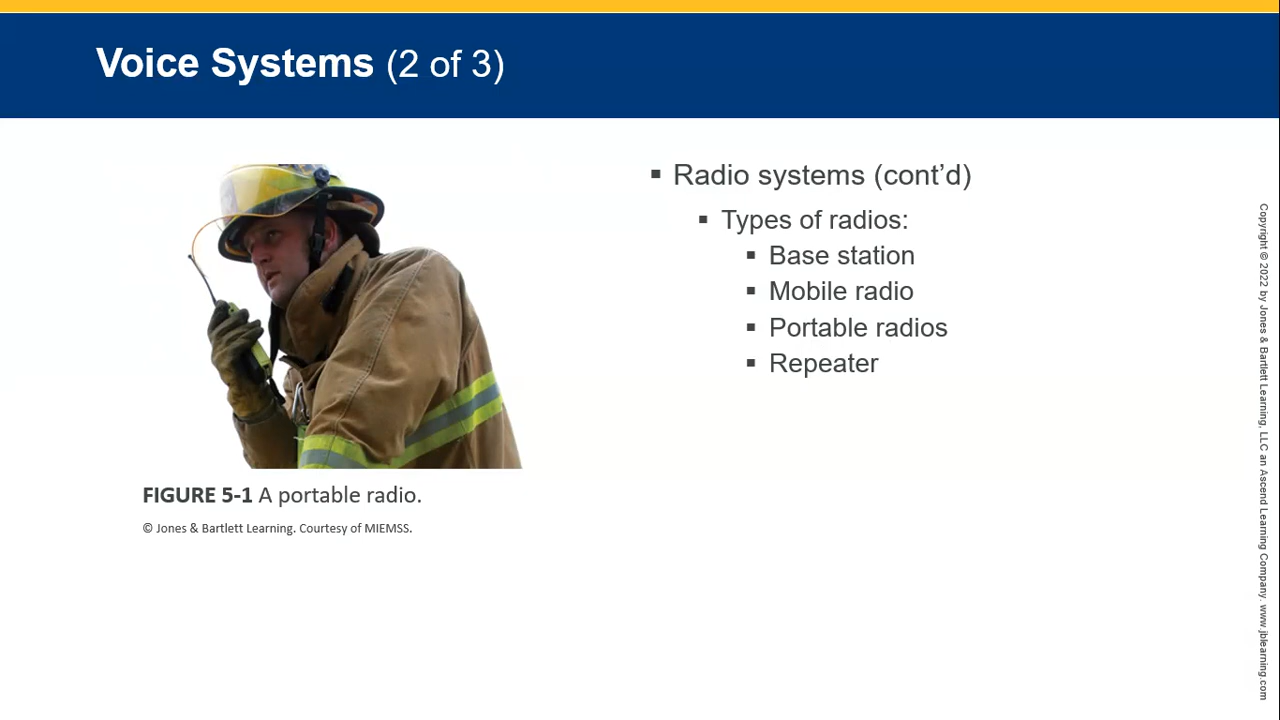 Voice Systems (2 of 3)
Radio systems (cont’d)
Types of radios:
Base station
Mobile radio
Portable radios
Repeater
FIGURE 5-1 A portable radio.
© Jones & Bartlett Learning. Courtesy of MIEMSS.
Copyright © 2022 by Jones & Bartlett Learning, LLC an Ascend Learning Company. www.jblearning.com